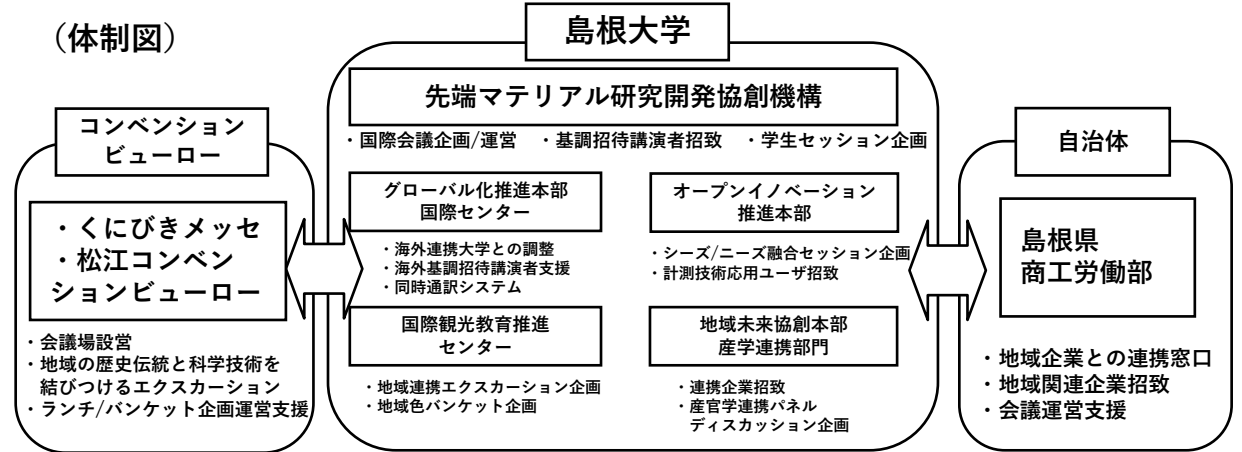 （体制図）
島根大学
先端マテリアル研究開発協創機構
・国際会議企画/運営　・基調招待講演者招致　・学生セッション企画
コンベンション
ビューロー
・くにびきメッセ
・松江コンベン
ションビューロー
・会議場設営
・地域の歴史伝統と科学技術を
結びつけるエクスカーション
・ランチ/バンケット企画運営支援
グローバル化推進本部
国際センター
・海外連携大学との調整
・海外基調招待講演者支援
・同時通訳システム
オープンイノベーション
推進本部
・シーズ/ニーズ融合セッション企画
・計測技術応用ユーザ招致
国際観光教育推進
センター
・地域連携エクスカーション企画
・地域色バンケット企画
地域未来協創本部
産学連携部門
・連携企業招致
・産官学連携パネル
ディスカッション企画
自治体
島根県
商工労働部
・地域企業との連携窓口
・地域関連企業招致
・会議運営支援